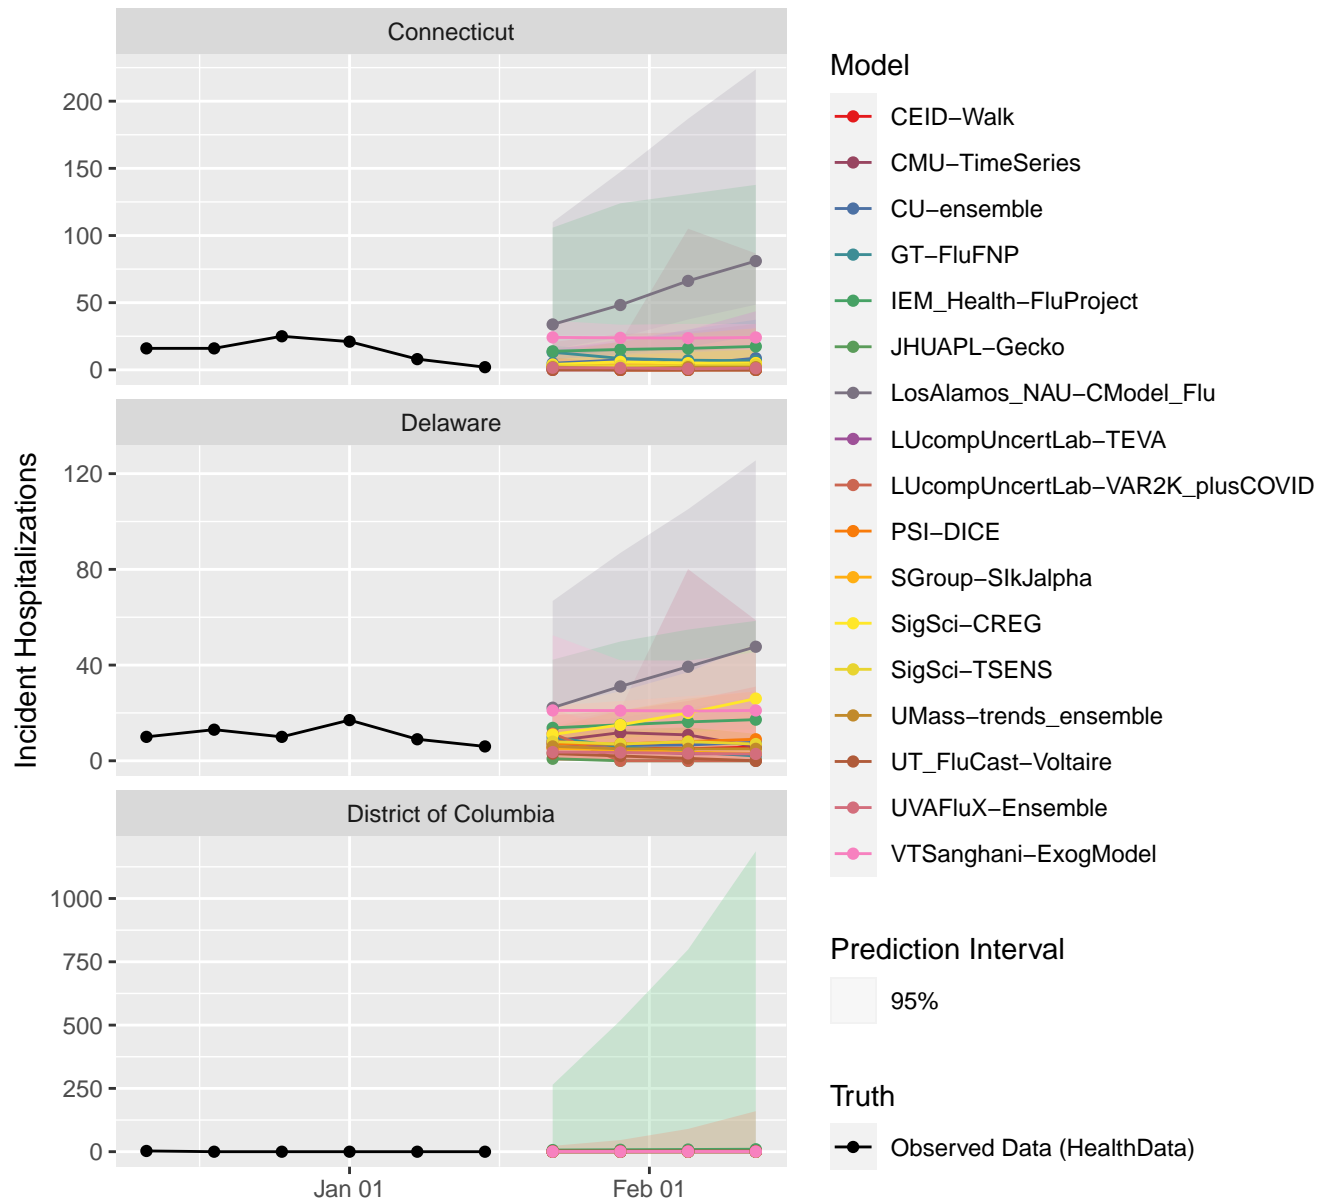 Connecticut
200
150
100
50
0
Delaware
120
80
40
0
District of Columbia
1000
750
500
250
0
Jan 01
Feb 01
Incident Hospitalizations
Model
CEID−Walk
CMU−TimeSeries
CU−ensemble
GT−FluFNP
IEM_Health−FluProject
JHUAPL−Gecko
LosAlamos_NAU−CModel_Flu
LUcompUncertLab−TEVA
LUcompUncertLab−VAR2K_plusCOVID
PSI−DICE
SGroup−SIkJalpha
SigSci−CREG
SigSci−TSENS
UMass−trends_ensemble
UT_FluCast−Voltaire
UVAFluX−Ensemble
VTSanghani−ExogModel
Prediction Interval
95%
Truth
Observed Data (HealthData)